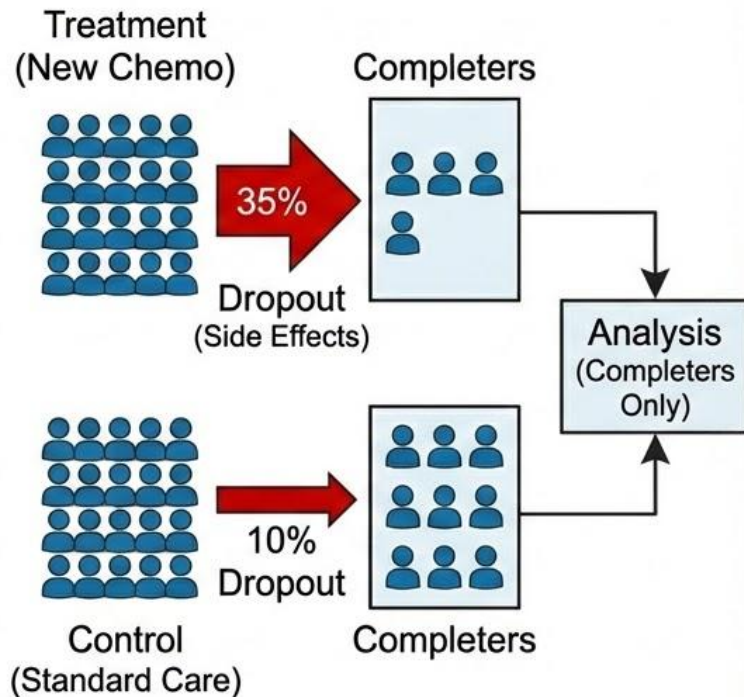 Treatment
(New Chemo)
Completers
35%
Dropout
(Side Effects)
Analysis
(Completers
Only)
10%
Dropout
Control
(Standard Care)
Completers